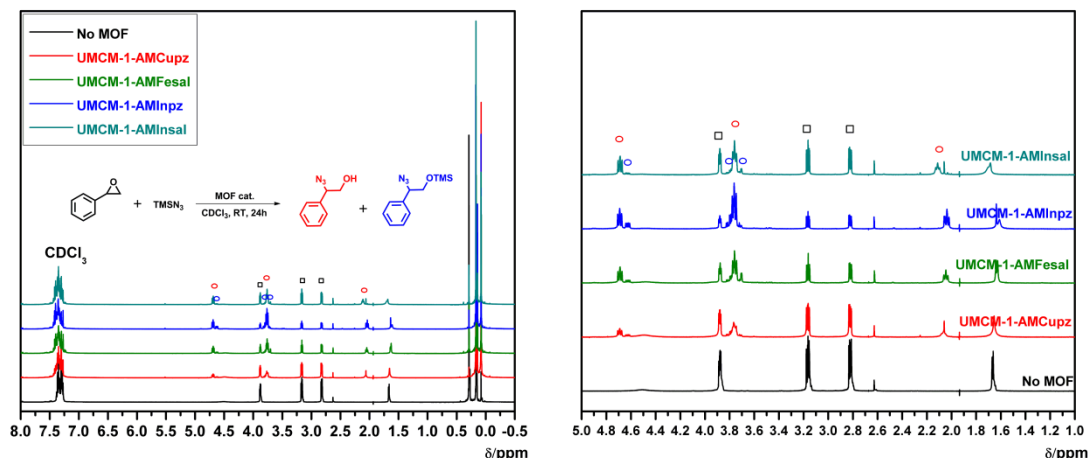 No MOF
UMCM-1-AMCupz
UMCM-1-AMFesal
UMCM-1-AMInpz
UMCM-1-AMInsal
O
+
TMSN3
MOF cat.
CDCl3, RT, 24h
N3
OH
+
N3
OTMS
CDCl3
8.0 7.5 7.0 6.5 6.0 5.5 5.0 4.5 4.0 3.5 3.0 2.5 2.0 1.5 1.0 0.5 0.0 -0.5
δ/ppm
UMCM-1-AMInsal
UMCM-1-AMInpz
UMCM-1-AMFesal
UMCM-1-AMCupz
No MOF
5.0 4.8 4.6 4.4 4.2 4.0 3.8 3.6 3.4 3.2 3.0 2.8 2.6 2.4 2.2 2.0 1.8 1.6 1.4 1.2 1.0
δ/ppm